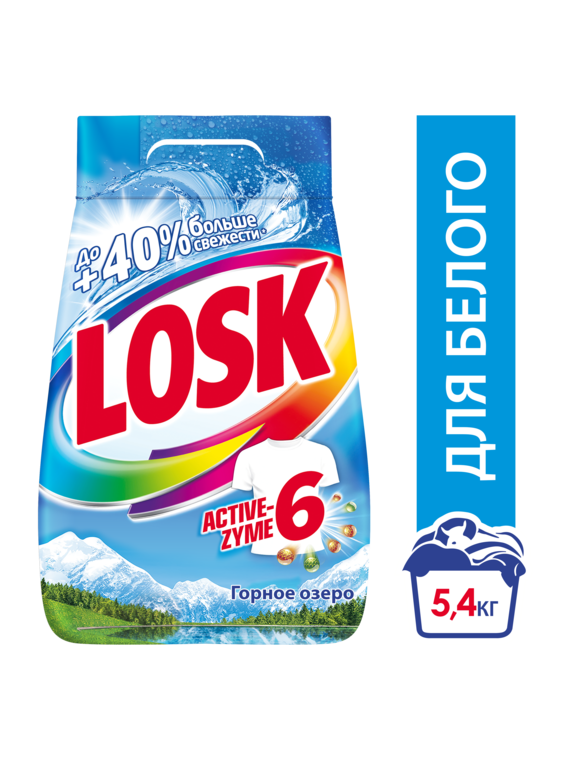 До
+40% больше
свежести*
LOSK
ACTIVE-
ZYME 6
Горное озеро
ДЛЯ БЕЛОГО
5,4кг